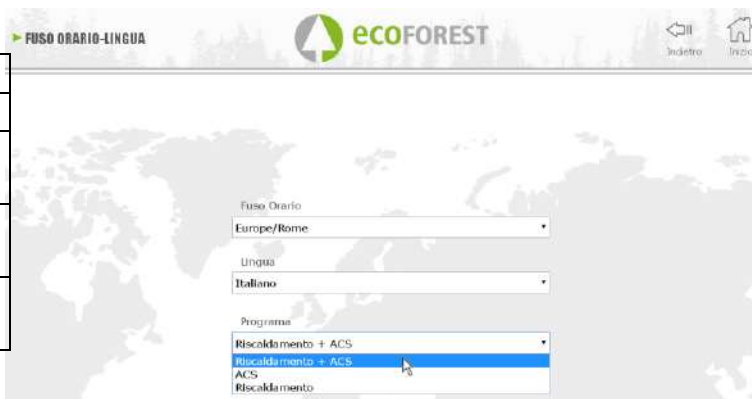 FUSO ORARIO-LINGUA
ecoFOREST
Indietro
Inizio
Fuso Orario
Europe/Rome
Lingua
Italiano
Programa
Riscaldamento + ACS
Riscaldamento + ACS
ACS
Riscaldamento